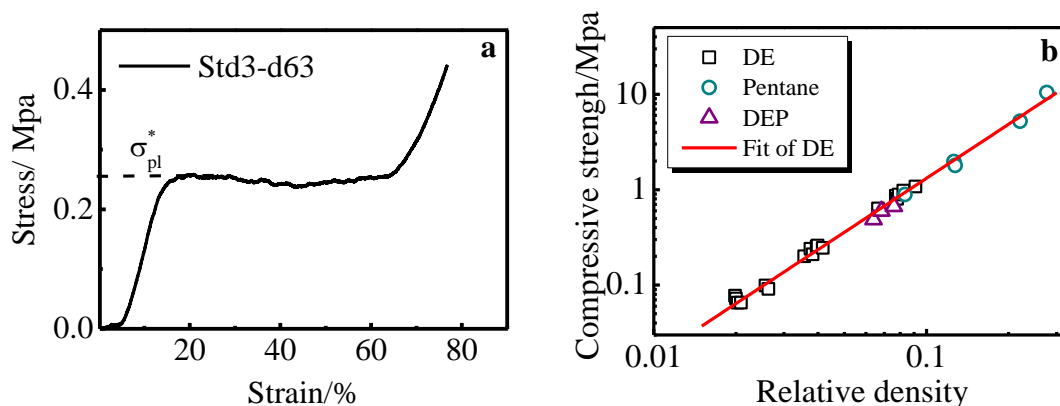 a
Std3-d63
0.4
σ*pl
0.2
0.0
20
40
60
80
Stress/ Mpa
Strain/%
b
DE
Pentane
DEP
Fit of DE
10
1
0.1
0.01
0.1
Compressive strengh/Mpa
Relative density